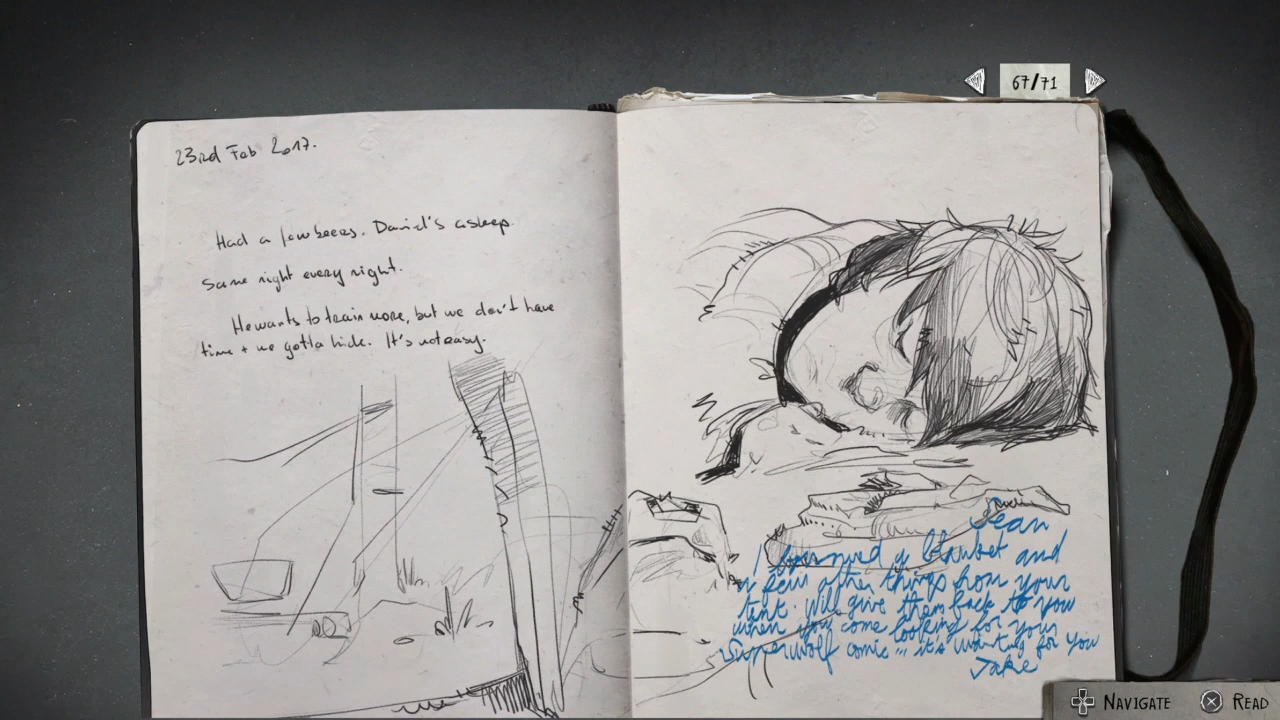 67/71
23rd Feb 2017.
Had a few beers. Daniel's asleep.
Same night every night.
He wants to train more, but we don't have
time + we gotta hide. It's not easy.
Sean
I borrowed a blanket and
a few other things from your
tent. Will give them back to you
when you come looking for your
Superwolf comic... it's waiting for you
Jake
NAVIGATE
READ